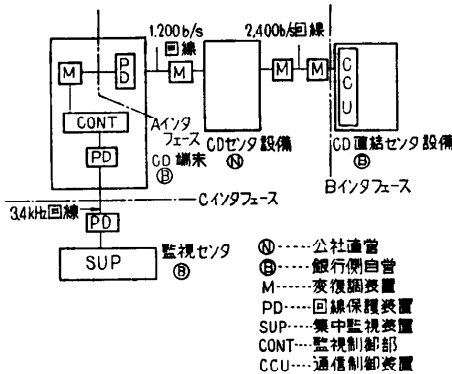 1,200b/s
回線
2,400b/s回線
M
PD
M
M
M
CCU
CONT
Aインタ
フェース
PD
CD端末
Ⓑ
CDセンタ設備
Ⓝ
CD直結センタ設備
Ⓑ
Bインタフェース
Cインタフェース
3.4kHz回線
PD
監視センタ
SUP
Ⓑ
Ⓝ……公社直営
Ⓑ……銀行側自営
M……変復調装置
PD……回線保護装置
SUP……集中監視装置
CONT……監視制御部
CCU……通信制御装置